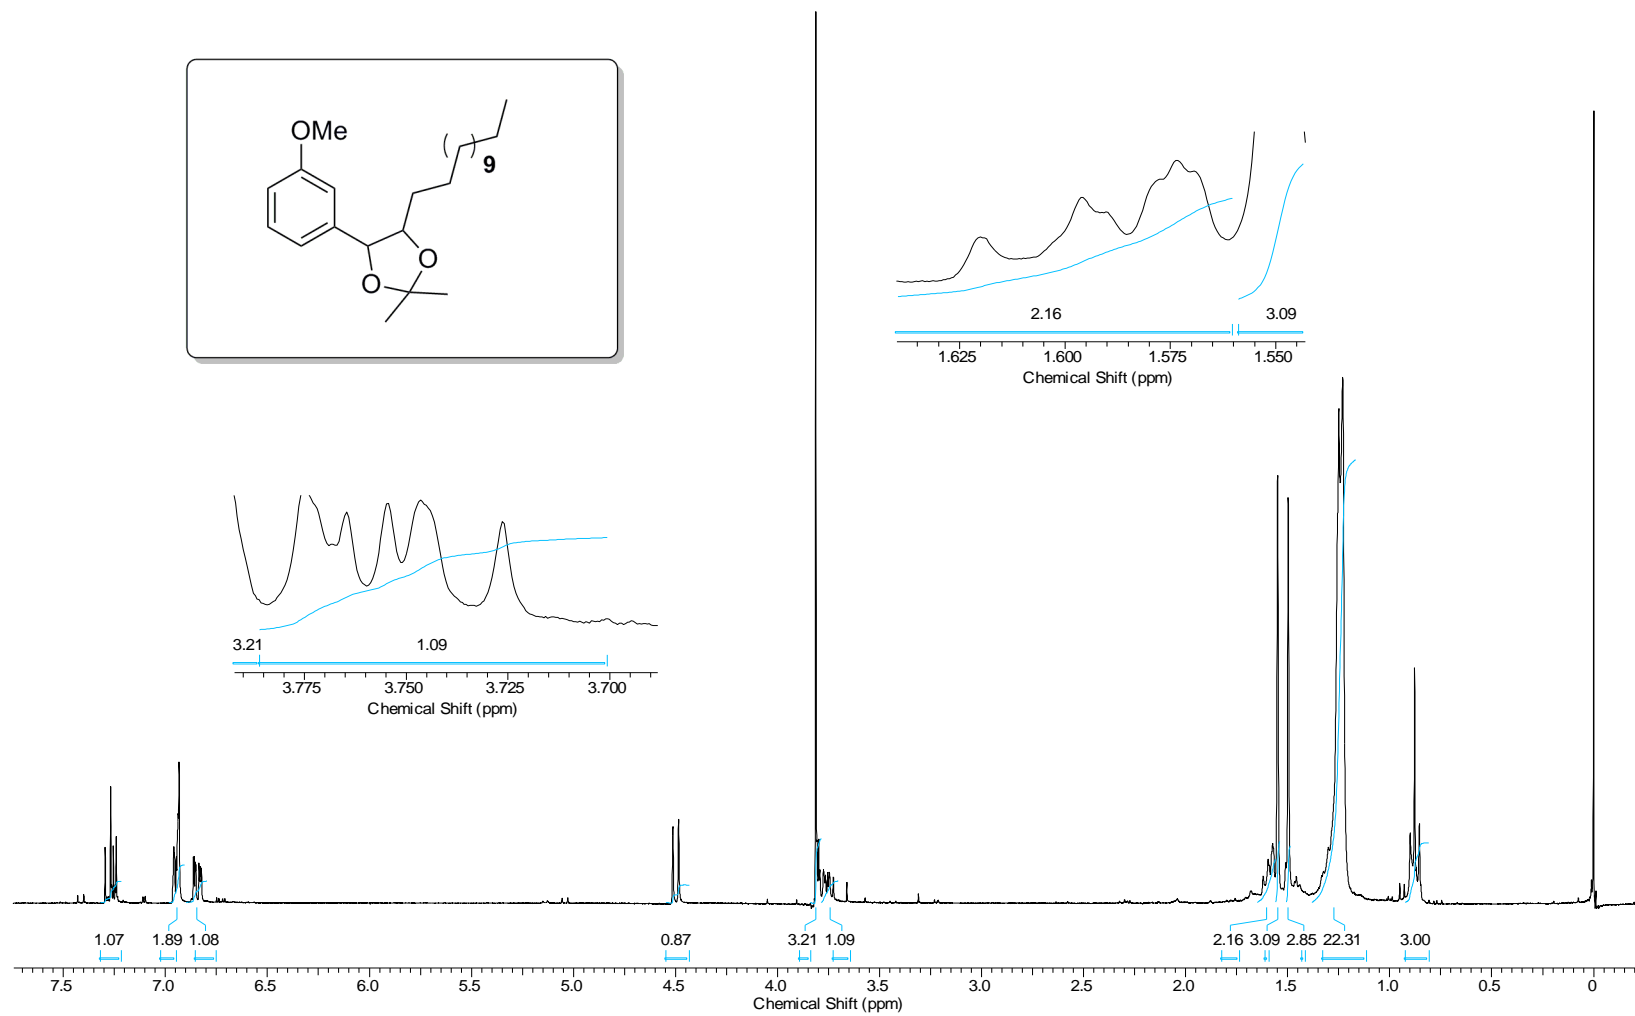 OMe
9
O
O
2.16 3.09
1.625 1.600 1.575 1.550
Chemical Shift (ppm)
3.21 1.09
3.775 3.750 3.725 3.700
Chemical Shift (ppm)
1.07 1.89 1.08 0.87 3.21 1.09 2.16 3.09 2.85 22.31 3.00
7.5 7.0 6.5 6.0 5.5 5.0 4.5 4.0 3.5 3.0 2.5 2.0 1.5 1.0 0.5 0
Chemical Shift (ppm)